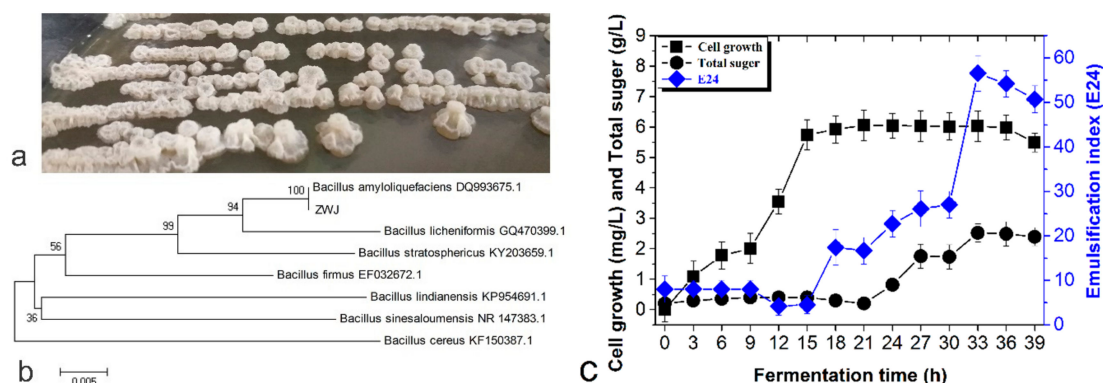 a
100
Bacillus amyloliquefaciens DQ993675.1
94
ZWJ
99
Bacillus licheniformis GQ470399.1
56
Bacillus stratosphericus KY203659.1
Bacillus firmus EF032672.1
Bacillus lindianensis KP954691.1
36
Bacillus sinesaloumensis NR 147383.1
Bacillus cereus KF150387.1
b
0.005
Cell growth (mg/L) and Total suger (g/L)
9
8
7
6
5
4
3
2
1
0
Cell growth
Total suger
E24
60
50
40
30
20
10
0
Emulsification index (E24)
0 3 6 9 12 15 18 21 24 27 30 33 36 39
Fermentation time (h)
c